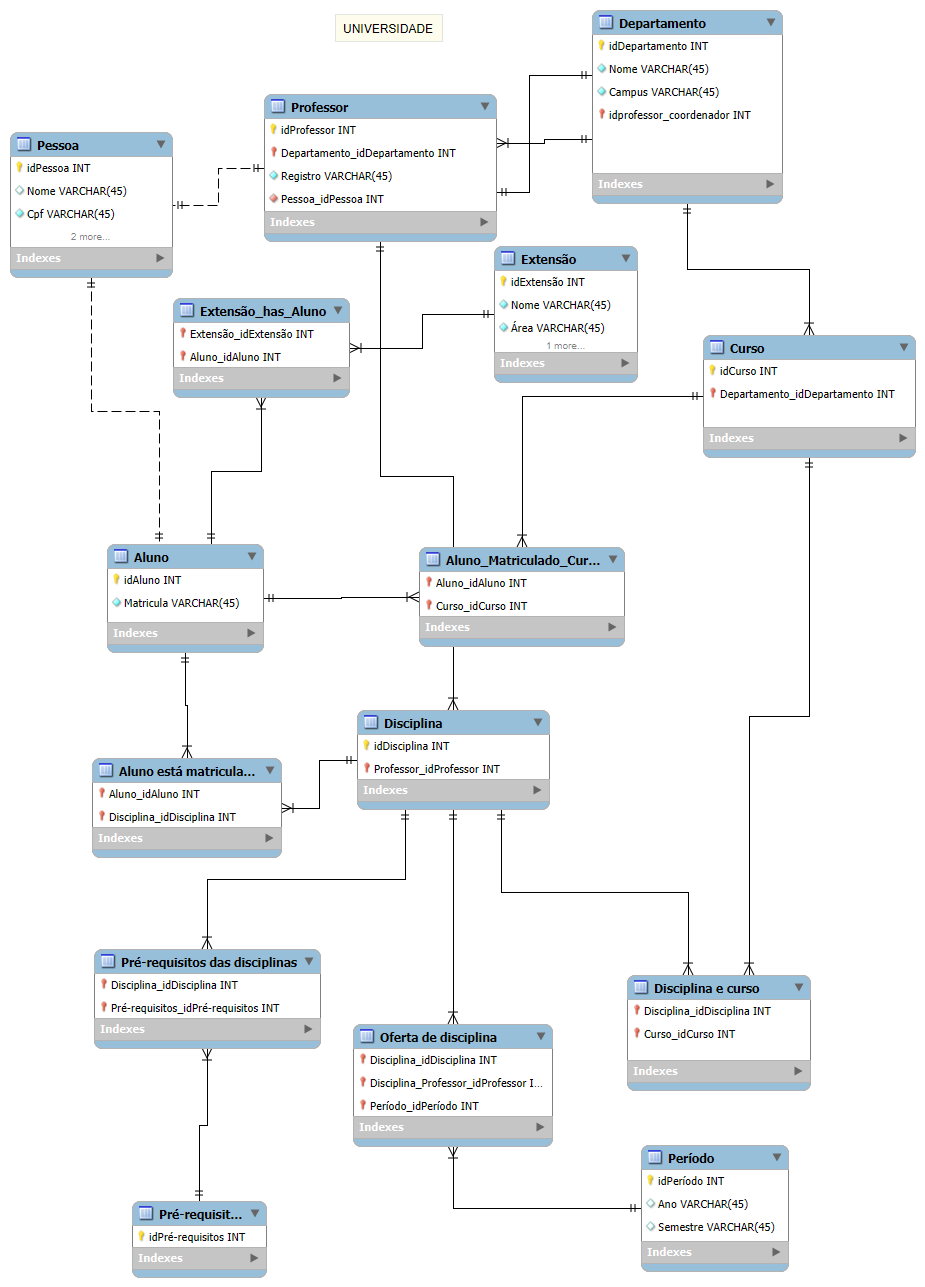 UNIVERSIDADE
Departamento
idDepartamento INT
Nome VARCHAR(45)
Campus VARCHAR(45)
idprofessor_coordenador INT
Indexes
Professor
idProfessor INT
Departamento_idDepartamento INT
Registro VARCHAR(45)
Pessoa_idPessoa INT
Indexes
Pessoa
idPessoa INT
Nome VARCHAR(45)
Cpf VARCHAR(45)
2 more...
Indexes
Extensão
idExtensão INT
Nome VARCHAR(45)
Área VARCHAR(45)
1 more...
Indexes
Extensão_has_Aluno
Extensão_idExtensão INT
Aluno_idAluno INT
Indexes
Curso
idCurso INT
Departamento_idDepartamento INT
Indexes
Aluno
idAluno INT
Matricula VARCHAR(45)
Indexes
Aluno_Matriculado_Cur...
Aluno_idAluno INT
Curso_idCurso INT
Indexes
Disciplina
idDisciplina INT
Professor_idProfessor INT
Indexes
Aluno está matricula...
Aluno_idAluno INT
Disciplina_idDisciplina INT
Indexes
Pré-requisitos das disciplinas
Disciplina_idDisciplina INT
Pré-requisitos_idPré-requisitos INT
Indexes
Disciplina e curso
Disciplina_idDisciplina INT
Curso_idCurso INT
Indexes
Oferta de disciplina
Disciplina_idDisciplina INT
Disciplina_Professor_idProfessor I...
Período_idPeríodo INT
Indexes
Período
idPeríodo INT
Ano VARCHAR(45)
Semestre VARCHAR(45)
Indexes
Pré-requisit...
idPré-requisitos INT
Indexes